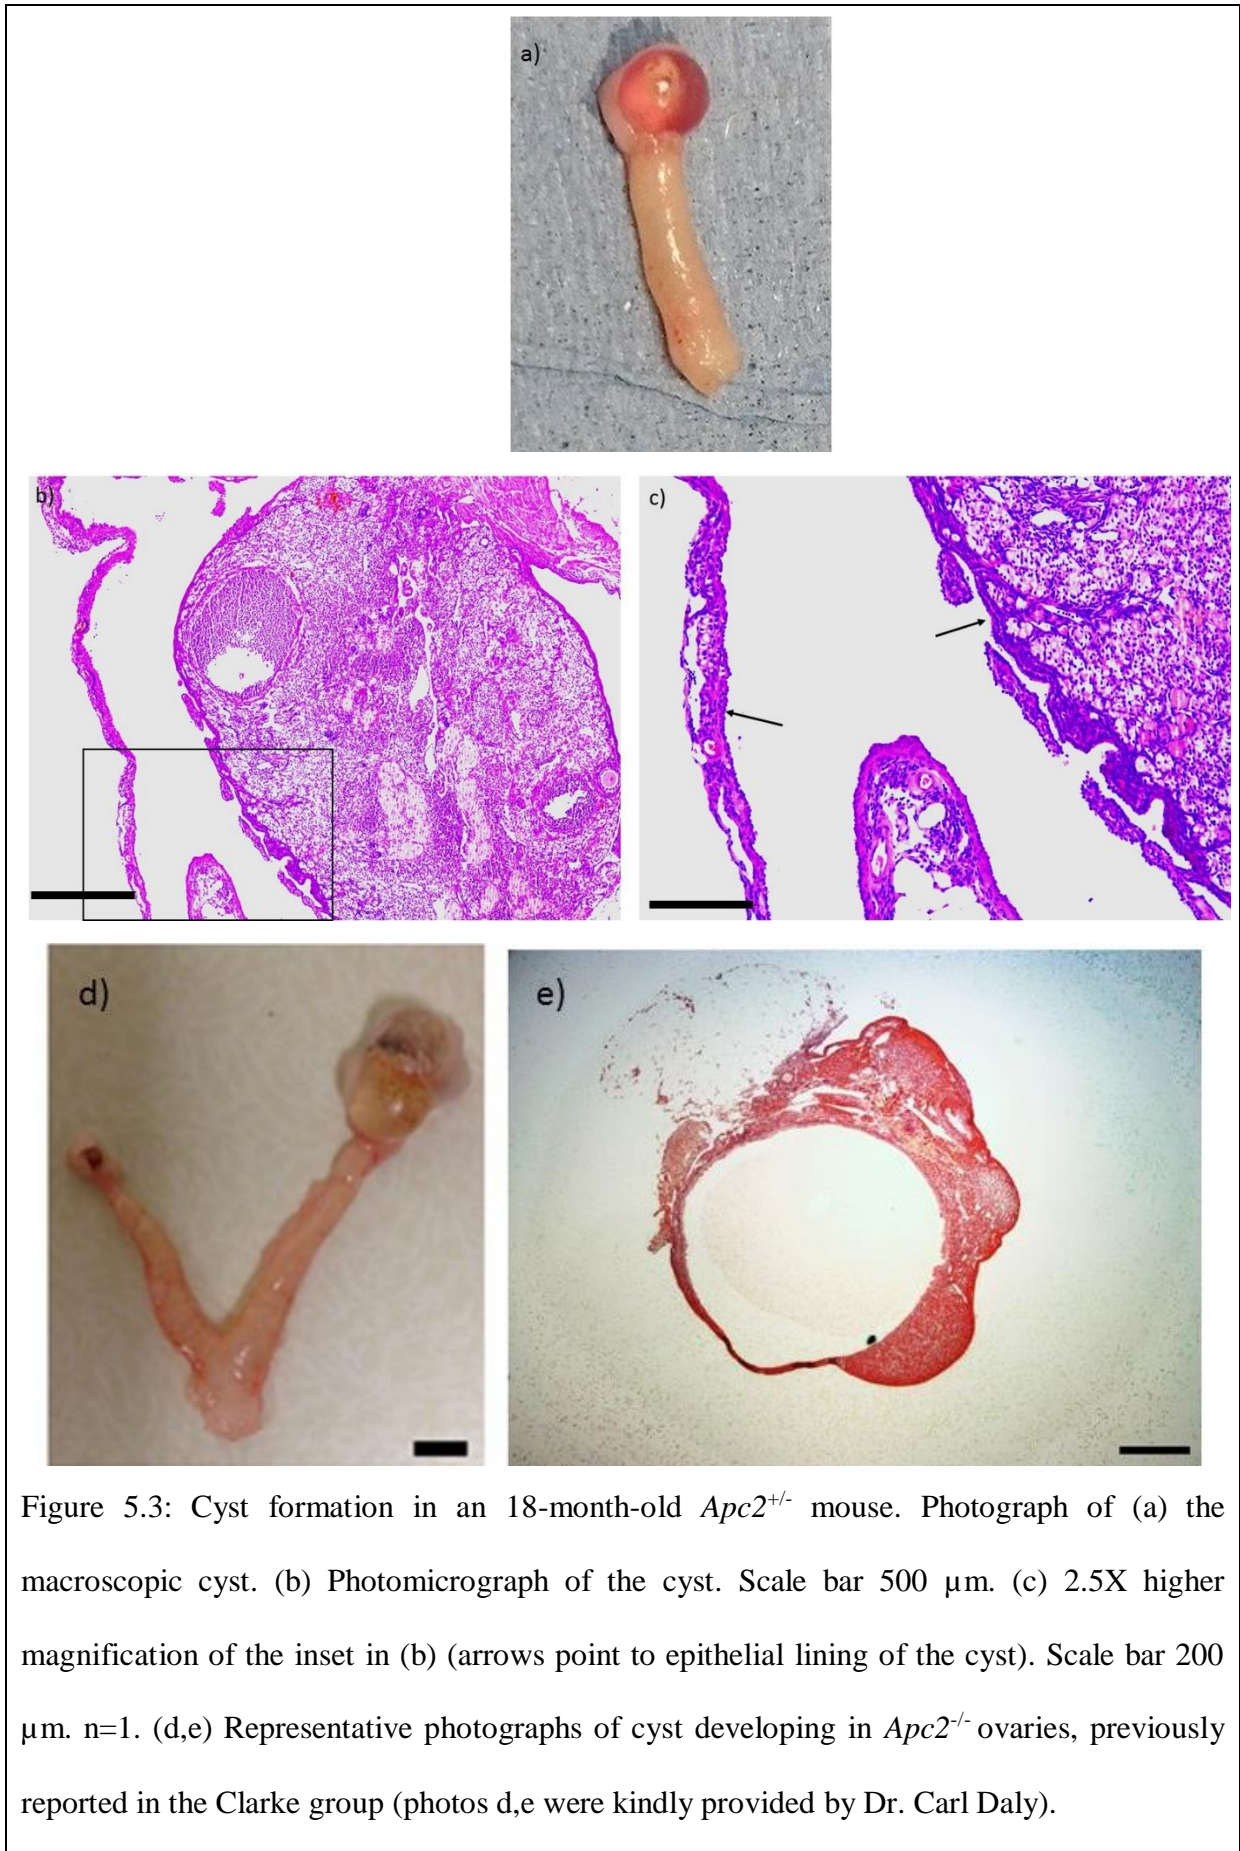 a)
b)
c)
d)
e)
Figure 5.3: Cyst formation in an 18-month-old Apc2+/- mouse. Photograph of (a) the
macroscopic cyst. (b) Photomicrograph of the cyst. Scale bar 500 µm. (c) 2.5X higher
magnification of the inset in (b) (arrows point to epithelial lining of the cyst). Scale bar 200
µm. n=1. (d,e) Representative photographs of cyst developing in Apc2-/- ovaries, previously
reported in the Clarke group (photos d,e were kindly provided by Dr. Carl Daly).